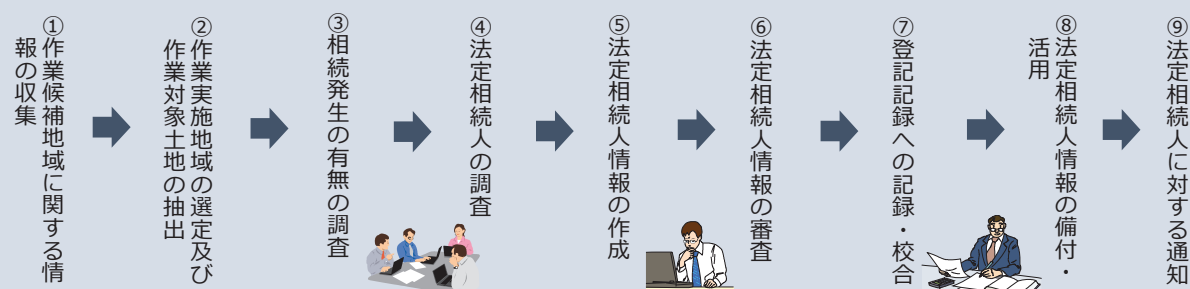 ①作業候補地域に関する情
報の収集
②作業実施地域の選定及び
作業対象土地の抽出
③相続発生の有無の調査
④法定相続人の調査
⑤法定相続人情報の作成
⑥法定相続人情報の審査
⑦登記記録への記録・校合
⑧法定相続人情報の備付・
活用
⑨法定相続人に対する通知